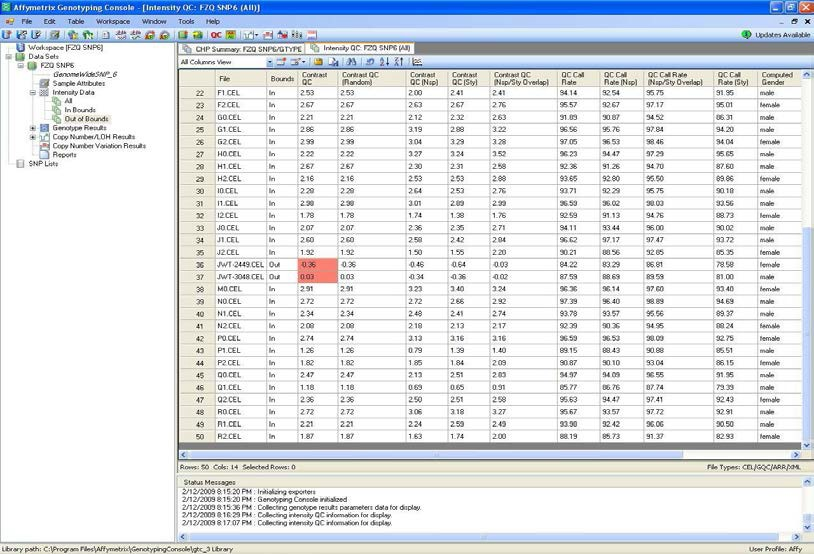 Affymetrix Genotyping Console - [Intensity QC: FZQ SNP6 (All)]
File Edit Table Workspace Window Tools Help
Updates Available
Workspace [FZQ SNP6]
Data Sets
FZQ SNP6
GenomeWideSNP_6
Sample Attributes
Intensity Data
All
In Bounds
Out of Bounds
Genotype Results
Copy Number/LOH Results
Copy Number Variation Results
Reports
SNP Lists
CHP Summary: FZQ SNP6/GTYPE Intensity QC: FZQ SNP6 (All)
All Columns View
File Bounds Contrast QC Contrast QC (Random) Contrast QC (Nsp) Contrast QC (Sty) Contrast QC (Nsp/Sty Overlap) QC Call Rate QC Call Rate (Nsp) QC Call Rate (Nsp/Sty Overlap) QC Call Rate (Sty) Computed Gender
22 F1.CEL In 2.53 2.53 2.00 2.41 2.41 94.14 92.54 95.75 91.95 male
23 F2.CEL In 2.67 2.67 2.63 2.63 2.76 95.57 92.67 97.17 95.01 female
24 G0.CEL In 2.21 2.21 2.12 2.32 2.63 91.89 90.87 94.52 86.31 male
25 G1.CEL In 2.86 2.86 3.19 2.88 3.22 96.56 95.76 97.84 94.20 male
26 G2.CEL In 2.99 2.99 3.04 3.29 3.28 97.05 96.53 98.46 94.04 female
27 H0.CEL In 2.22 2.22 3.27 3.24 3.52 96.23 94.47 97.29 95.65 male
28 H1.CEL In 2.67 2.67 2.30 2.31 2.58 92.36 91.26 94.70 87.60 male
29 H2.CEL In 2.16 2.16 2.53 2.53 2.88 93.65 92.80 95.50 89.86 female
30 I0.CEL In 2.28 2.28 2.64 2.53 2.76 93.71 92.29 95.75 90.18 male
31 I1.CEL In 2.98 2.98 3.01 2.89 2.99 96.59 96.02 98.03 93.56 male
32 I2.CEL In 1.78 1.78 1.74 1.38 1.76 92.59 91.13 94.76 88.73 female
33 J0.CEL In 2.07 2.07 2.36 2.35 2.71 94.11 93.44 96.00 90.02 male
34 J1.CEL In 2.60 2.60 2.58 2.42 2.84 96.62 97.17 97.47 93.72 male
35 J2.CEL In 1.92 1.92 1.50 1.55 2.20 90.21 88.56 92.85 85.35 female
36 JWT-2449.CEL Out -0.36 -0.36 -0.46 -0.64 -0.03 84.22 83.29 86.81 78.58 female
37 JWT-3048.CEL Out 0.03 0.03 -0.34 -0.36 -0.02 87.59 88.69 89.59 81.00 male
38 M0.CEL In 2.91 2.91 3.23 3.40 3.24 96.36 96.14 97.60 93.40 female
39 N0.CEL In 2.72 2.72 2.72 2.66 2.92 97.39 96.40 98.89 94.69 female
40 N1.CEL In 2.34 2.34 2.48 2.41 2.74 93.78 93.57 95.56 89.37 male
41 N2.CEL In 2.08 2.08 2.18 2.13 2.17 92.39 90.36 94.95 88.24 female
42 P0.CEL In 2.74 2.74 3.13 3.16 3.16 96.59 96.53 98.09 92.75 female
43 P1.CEL In 1.26 1.26 0.79 1.39 1.40 89.15 88.43 90.88 85.51 male
44 P2.CEL In 1.82 1.82 1.85 1.84 2.09 90.87 90.10 93.04 86.15 female
45 Q0.CEL In 2.47 2.47 2.13 2.51 2.83 94.97 94.09 96.55 91.95 male
46 Q1.CEL In 1.18 1.18 0.69 0.65 0.91 85.77 86.76 87.74 79.39 male
47 Q2.CEL In 2.36 2.36 2.50 2.51 2.58 95.63 94.47 97.41 92.43 female
48 R0.CEL In 2.72 2.72 3.06 3.18 3.27 95.67 93.57 97.72 92.91 male
49 R1.CEL In 2.21 2.21 2.24 2.59 2.49 93.98 92.42 96.06 90.50 male
50 R2.CEL In 1.87 1.87 1.63 1.74 2.00 88.19 85.73 91.37 82.93 female
Rows: 50 Cols: 14 Selected Rows: 0 File Types: CEL/GQC/ARR/XML
Status Messages
2/12/2009 8:15:20 PM : Initializing exporters
2/12/2009 8:15:20 PM : Genotyping Console initialized
2/12/2009 8:15:36 PM : Collecting genotype results parameters data for display.
2/12/2009 8:16:29 PM : Collecting intensity QC information for display.
2/12/2009 8:17:07 PM : Collecting intensity QC information for display.
Library path: C:\Program Files\Affymetrix\GenotypingConsole\gtc_3 Library User Profile: Affy